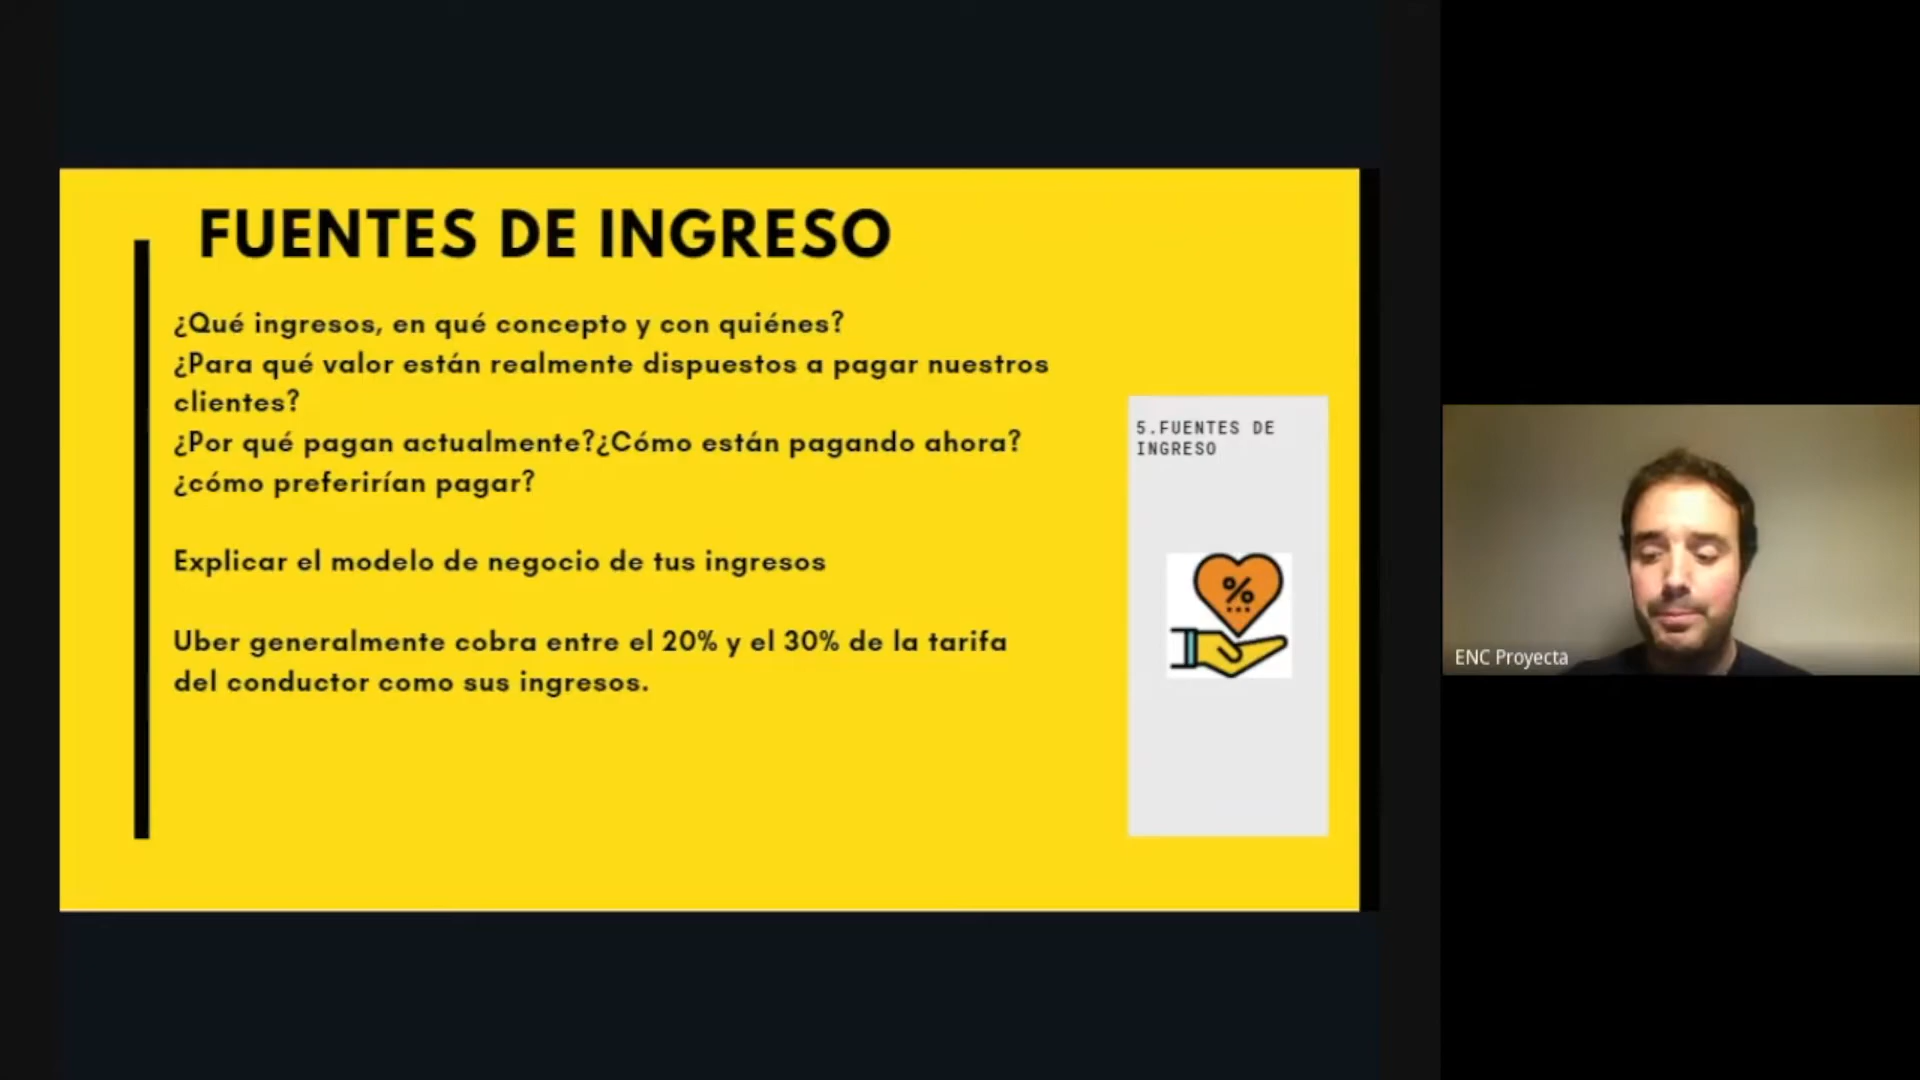 FUENTES DE INGRESO
¿Qué ingresos, en qué concepto y con quiénes?
¿Para qué valor están realmente dispuestos a pagar nuestros
clientes?
¿Por qué pagan actualmente?¿Cómo están pagando ahora?
¿cómo preferirían pagar?
Explicar el modelo de negocio de tus ingresos
Uber generalmente cobra entre el 20% y el 30% de la tarifa
del conductor como sus ingresos.
5.FUENTES DE
INGRESO
%
ENC Proyecta